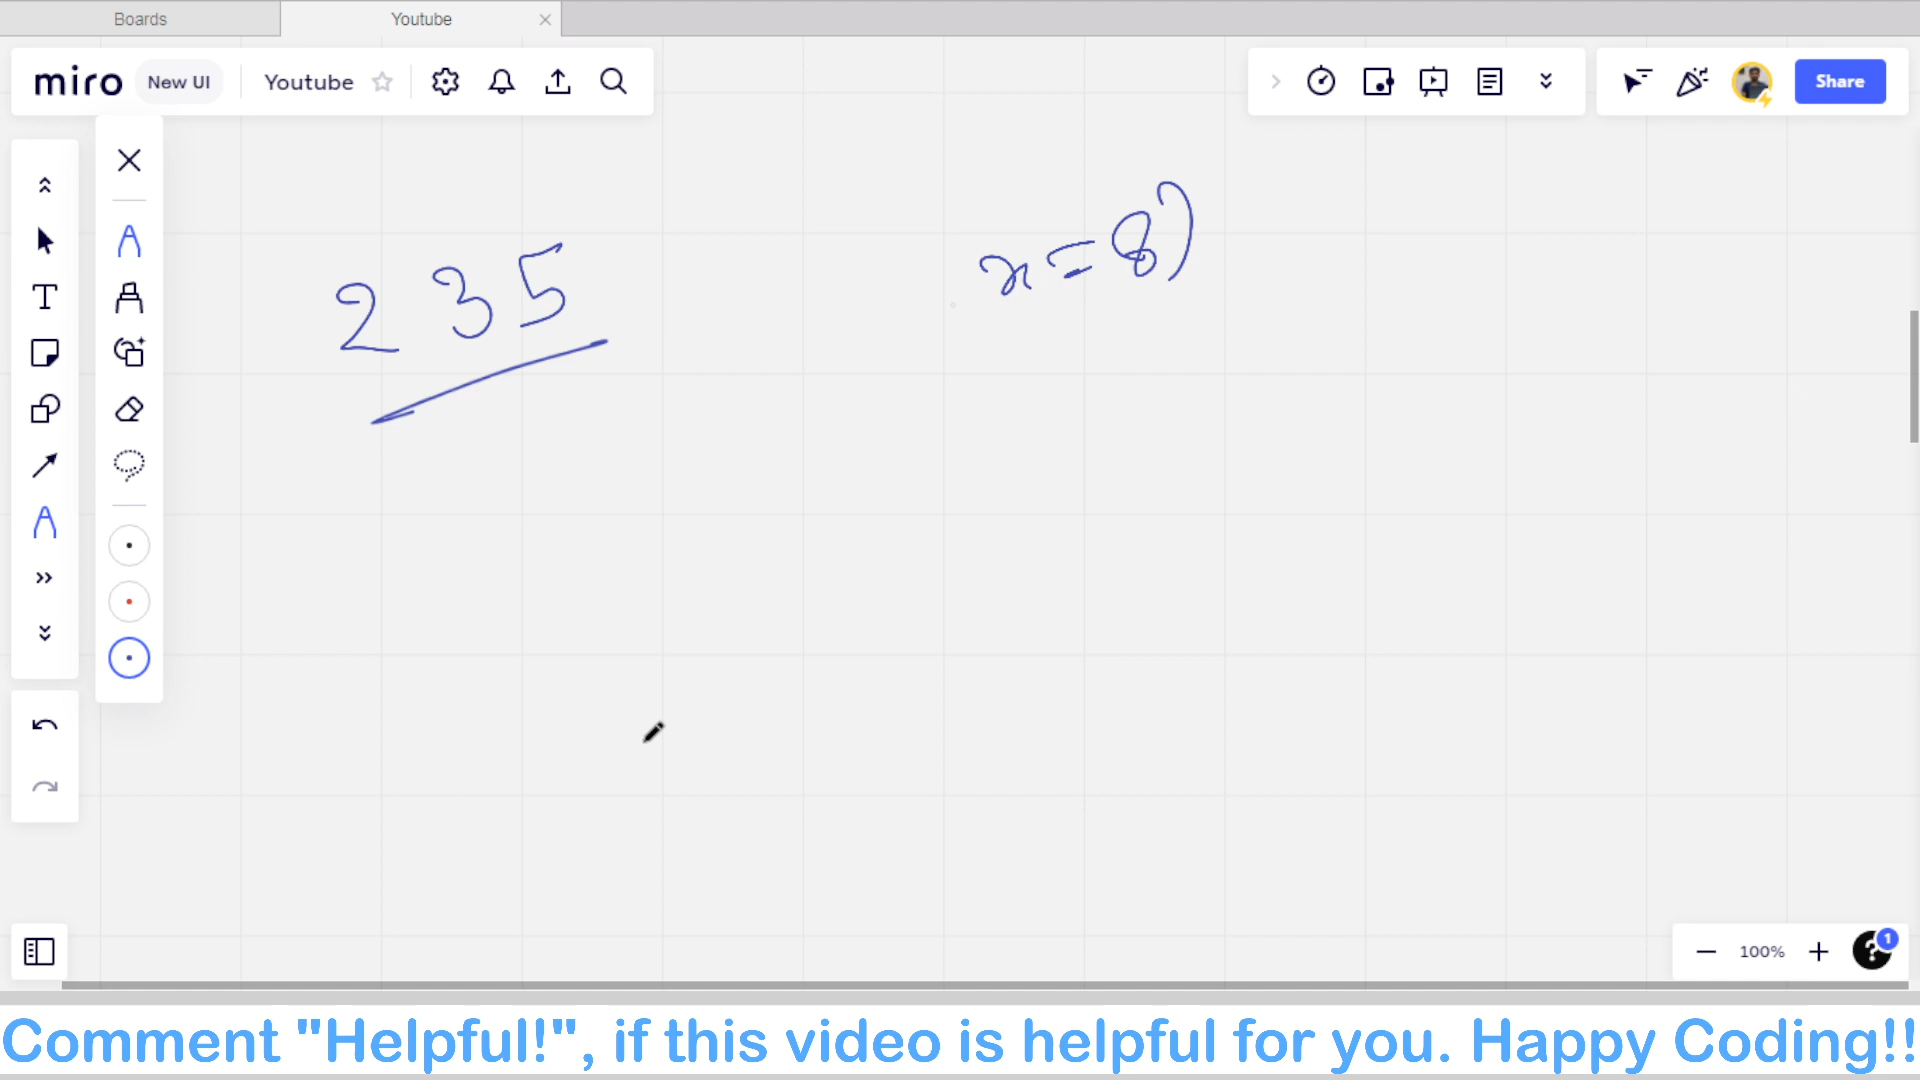 Boards
Youtube
miro
New UI
Youtube
Share
T
2 3 5
x = 8)
100%
1
?
Comment "Helpful!", if this video is helpful for you. Happy Coding!!